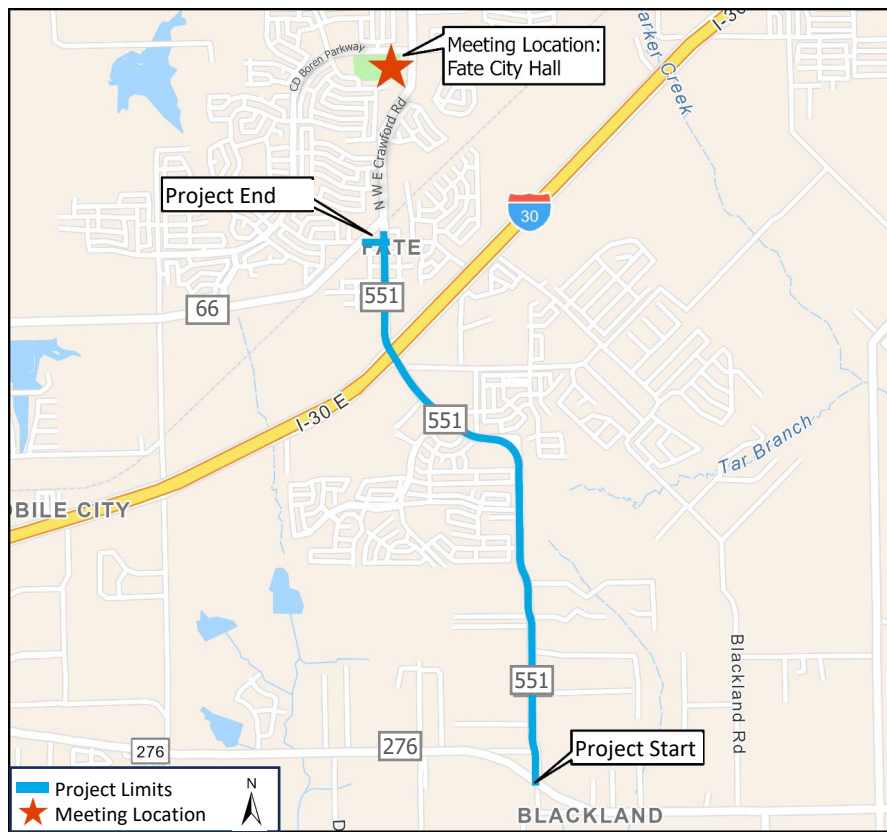 I-30
Parker Creek
Meeting Location:
Fate City Hall
CD Boren Parkway
N W E Crawford Rd
Project End
30
FATE
551
66
551
I-30 E
Tar Branch
OBILE CITY
Blackland Rd
551
276
276
Project Start
Project Limits
Meeting Location
N
D
BLACKLAND